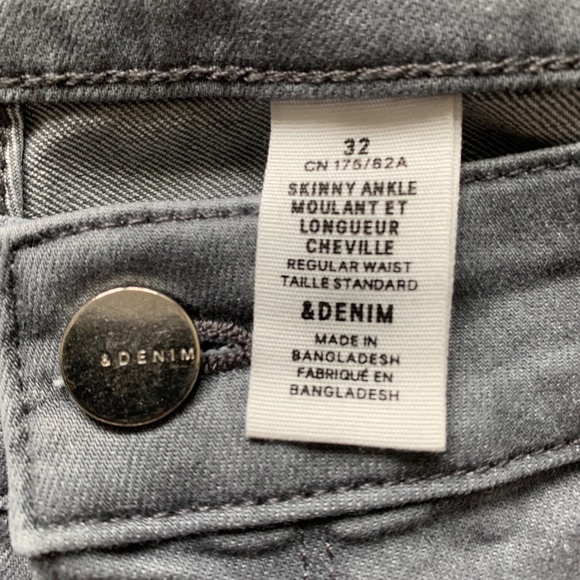 32
CN 175/82A
SKINNY ANKLE
MOULANT ET
LONGUEUR
CHEVILLE
REGULAR WAIST
TAILLE STANDARD
&DENIM
MADE IN
BANGLADESH
FABRIQUÉ EN
BANGLADESH
&DENIM